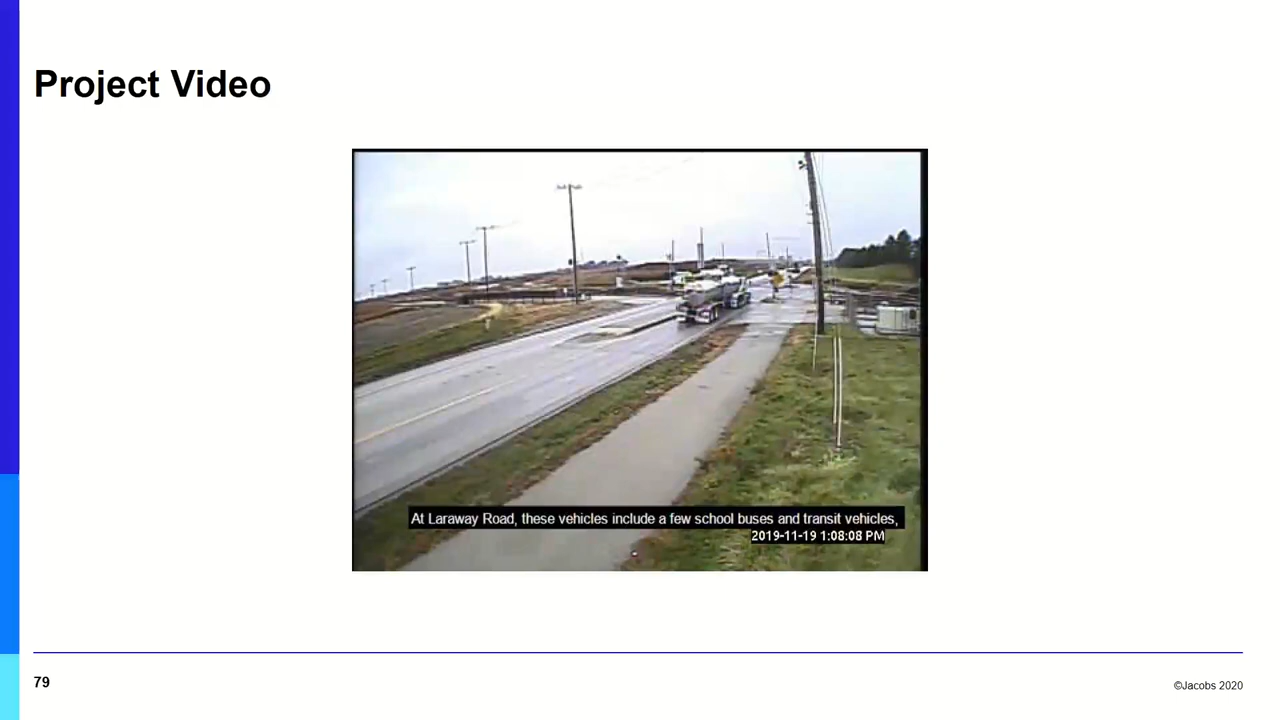 Project Video
At Laraway Road, these vehicles include a few school buses and transit vehicles,
2019-11-19 1:08:08 PM
79
©Jacobs 2020